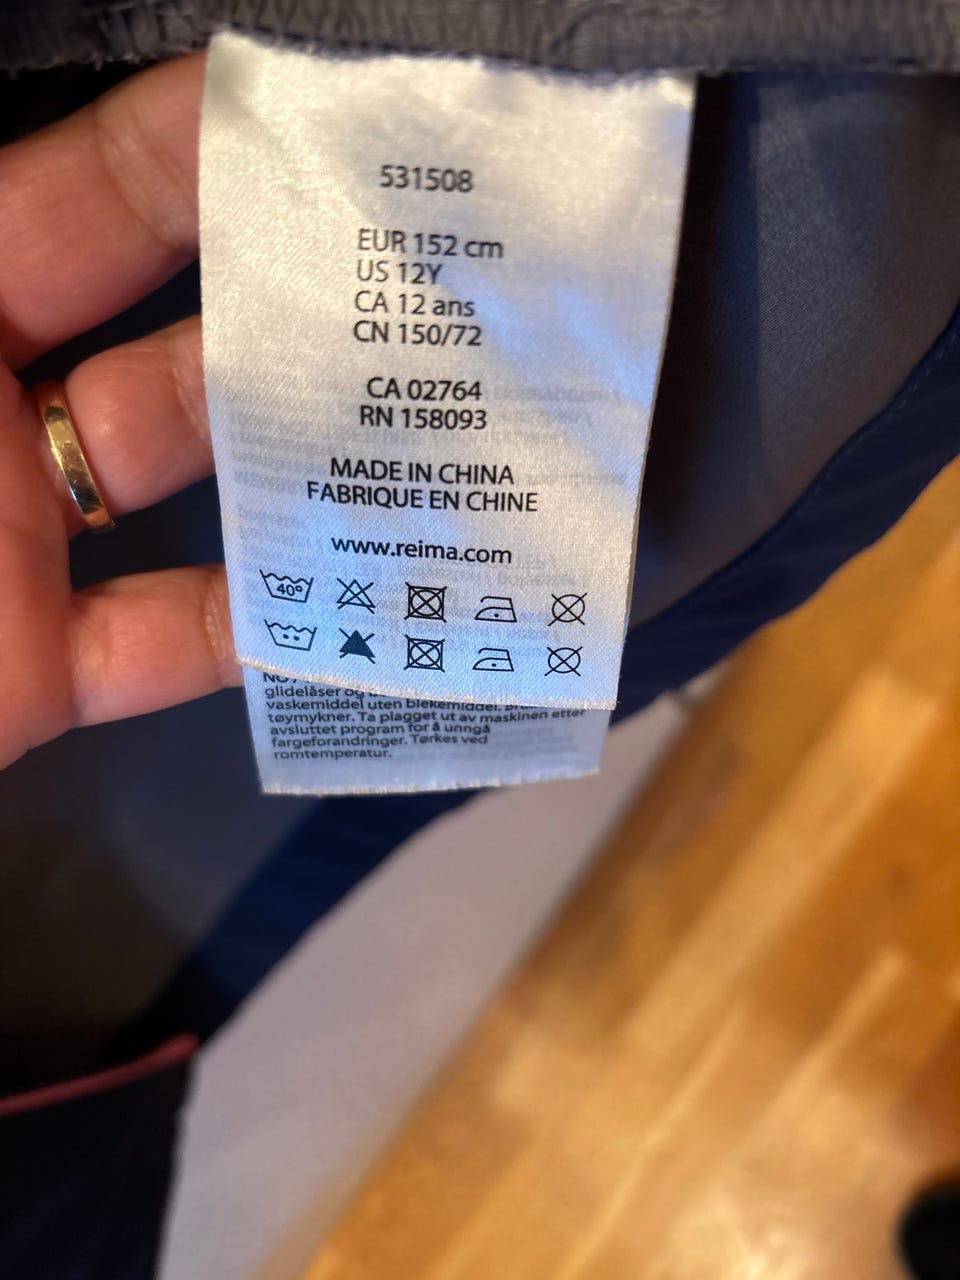 531508
EUR 152 cm
US 12Y
CA 12 ans
CN 150/72
CA 02764
RN 158093
MADE IN CHINA
FABRIQUE EN CHINE
www.reima.com
40°
glidelåser og
vaskemiddel uten blekemiddel.
tøymykner. Ta plagget ut av maskinen etter
avsluttet program for å unngå
fargeforandringer. Tørkes ved
romtemperatur.